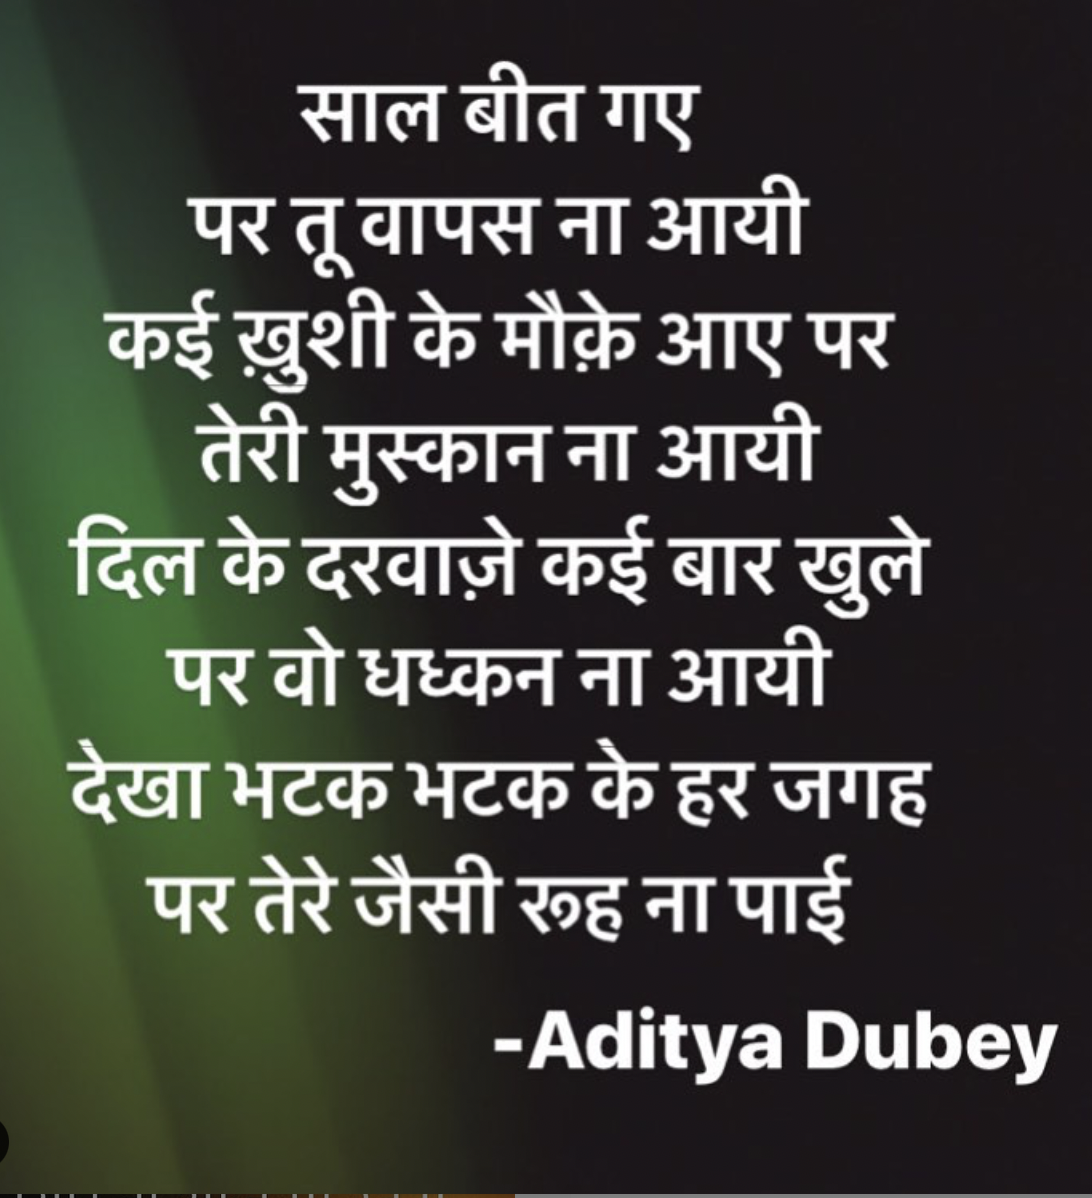 साल बीत गए
पर तू वापस ना आयी
कई ख़ुशी के मौक़े आए पर
तेरी मुस्कान ना आयी
दिल के दरवाज़े कई बार खुले
पर वो धध्कन ना आयी
देखा भटक भटक के हर जगह
पर तेरे जैसी रूह ना पाई
-Aditya Dubey